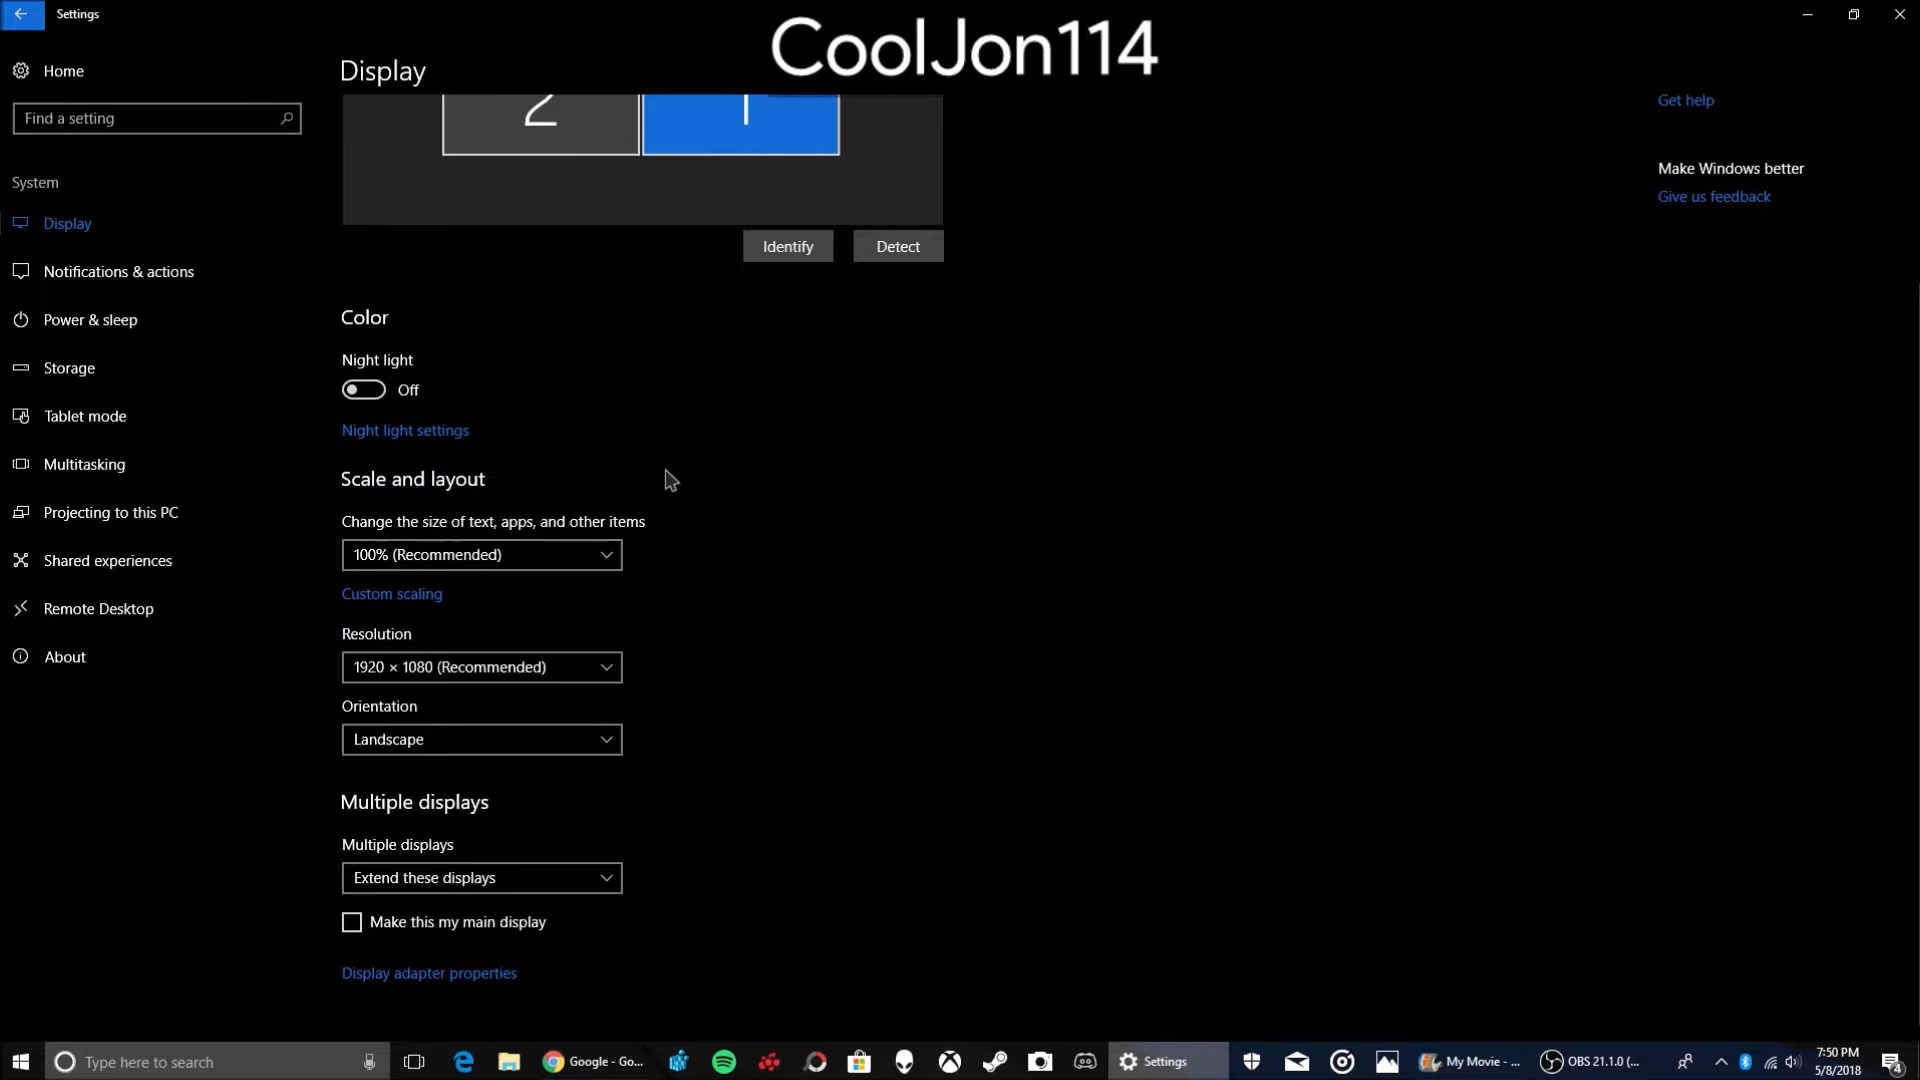 Settings
CoolJon114
Home
Find a setting
System
Display
Notifications & actions
Power & sleep
Storage
Tablet mode
Multitasking
Projecting to this PC
Shared experiences
Remote Desktop
About
Display
2
1
Identify
Detect
Color
Night light
Off
Night light settings
Scale and layout
Change the size of text, apps, and other items
100% (Recommended)
Custom scaling
Resolution
1920 × 1080 (Recommended)
Orientation
Landscape
Multiple displays
Multiple displays
Extend these displays
Make this my main display
Display adapter properties
Get help
Make Windows better
Give us feedback
Type here to search
Google - Go...
Settings
My Movie - ...
OBS 21.1.0 (...
7:50 PM
5/8/2018
4